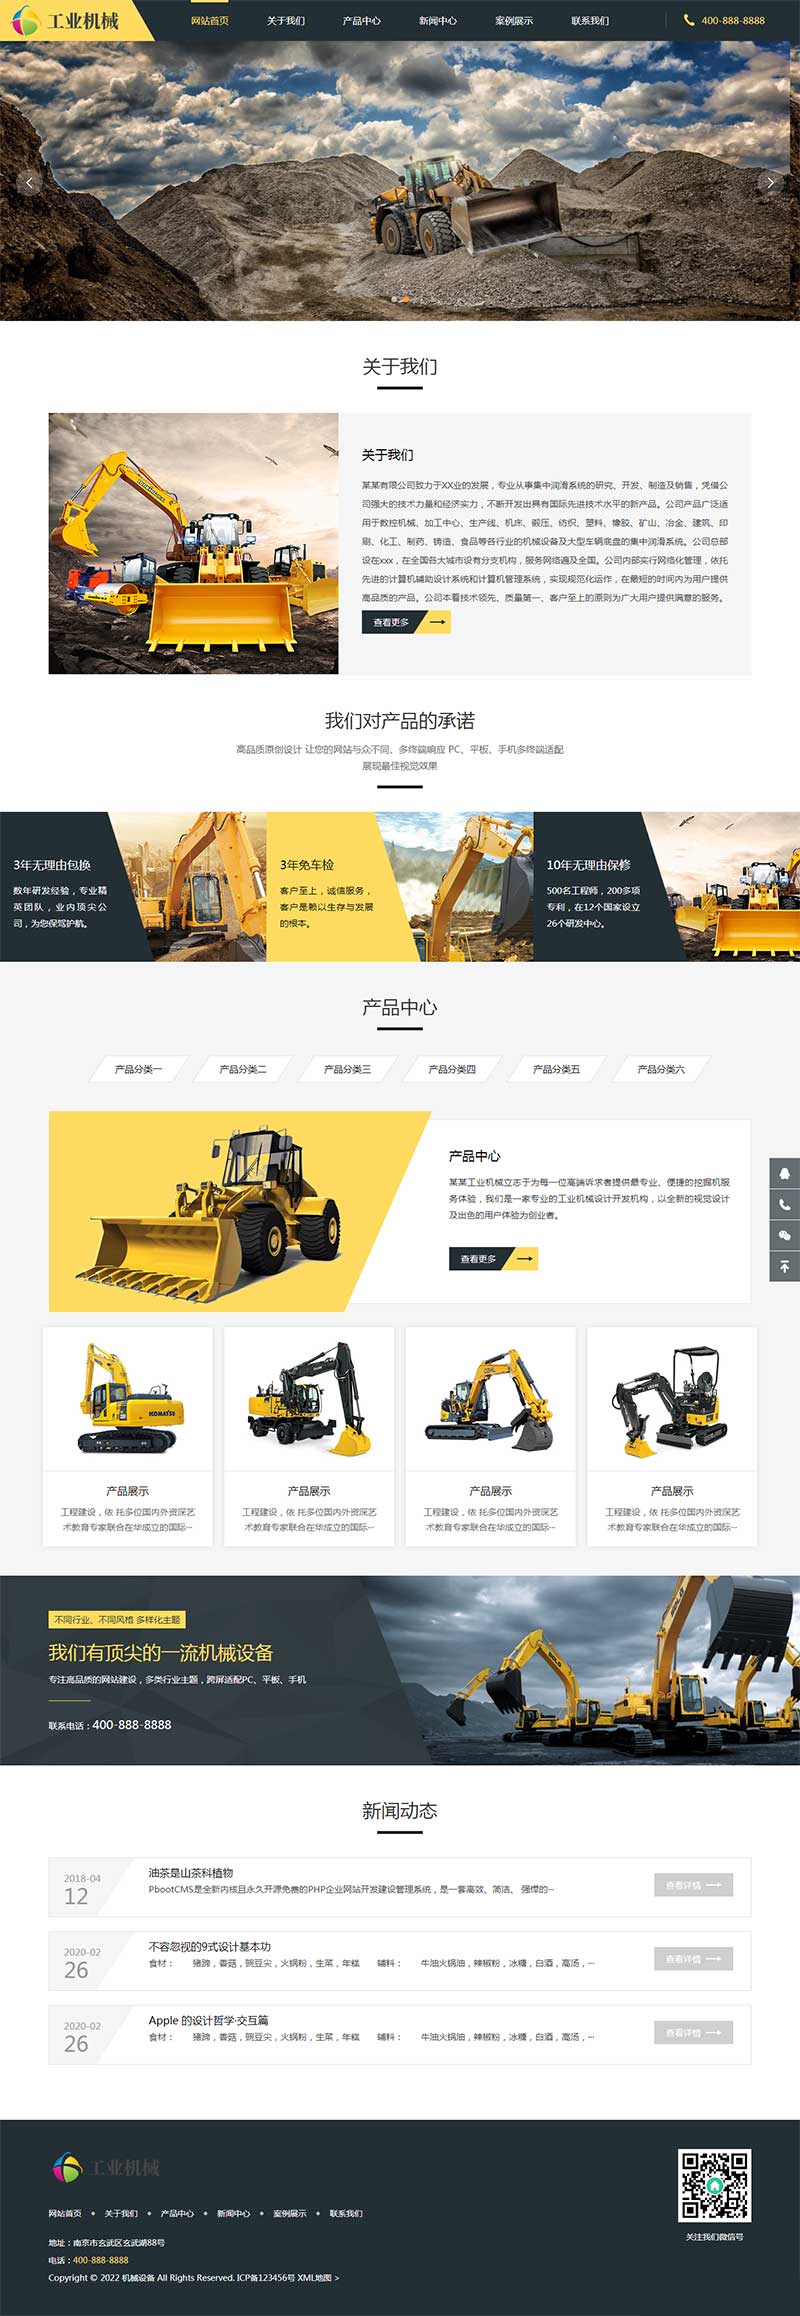 工业机械
网站首页 关于我们 产品中心 新闻中心 案例展示 联系我们 400-888-8888
关于我们
关于我们
某某有限公司致力于XX业的发展，专业从事集中润滑系统的研究、开发、制造及销售，凭借公
司强大的技术力量和经济实力，不断开发出具有国际先进技术水平的新产品。公司产品广泛适
用于数控机械、加工中心、生产线、机床、锻压、纺织、塑料、橡胶、矿山、冶金、建筑、印
刷、化工、制药、铸造、食品等各行业的机械设备及大型车辆底盘的集中润滑系统。公司总部
设在xxx，在全国各大城市设有分支机构，服务网络遍及全国。公司内部实行网络化管理，依托
先进的计算机辅助设计系统和计算机管理系统，实现规范化运作，在最短的时间内为用户提供
高品质的产品。公司本着技术领先、质量第一、客户至上的原则为广大用户提供满意的服务。
查看更多
我们对产品的承诺
高品质原创设计 让您的网站与众不同、多终端响应 PC、平板、手机多终端适配
展现最佳视觉效果
3年无理由包换
数年研发经验，专业精
英团队，业内顶尖公
司，为您保驾护航。
3年免车检
客户至上，诚信服务，
客户是赖以生存与发展
的根本。
10年无理由保修
500名工程师，200多项
专利，在12个国家设立
26个研发中心。
产品中心
产品分类一 产品分类二 产品分类三 产品分类四 产品分类五 产品分类六
产品中心
某某工业机械立志于为每一位高端诉求者提供最专业、便捷的挖掘机服
务体验，我们是一家专业的工业机械设计开发机构，以全新的视觉设计
及出色的用户体验为创业者。
查看更多
KOMATSU
产品展示
工程建设，依 托多位国内外资深艺
术教育专家联合在华成立的国际···
产品展示
工程建设，依 托多位国内外资深艺
术教育专家联合在华成立的国际···
产品展示
工程建设，依 托多位国内外资深艺
术教育专家联合在华成立的国际···
产品展示
工程建设，依 托多位国内外资深艺
术教育专家联合在华成立的国际···
不同行业、不同风格 多样化主题
我们有顶尖的一流机械设备
专注高品质的网站建设，多类行业主题，跨屏适配PC、平板、手机
联系电话：400-888-8888
新闻动态
2018-04
12
油茶是山茶科植物
PbootCMS是全新内核且永久开源免费的PHP企业网站开发建设管理系统，是一套高效、简洁、 强悍的···
查看详情
2020-02
26
不容忽视的9式设计基本功
食材： 猪蹄，香菇，豌豆尖，火锅粉，生菜，年糕 辅料： 牛油火锅油，辣椒粉，冰糖，白酒，高汤，···
查看详情
2020-02
26
Apple 的设计哲学·交互篇
食材： 猪蹄，香菇，豌豆尖，火锅粉，生菜，年糕 辅料： 牛油火锅油，辣椒粉，冰糖，白酒，高汤，···
查看详情
工业机械
网站首页 • 关于我们 • 产品中心 • 新闻中心 • 案例展示 • 联系我们
关注我们微信号
地址：南京市玄武区玄武湖88号
电话：400-888-8888
Copyright © 2022 机械设备 All Rights Reserved. ICP备123456号 XML地图 >